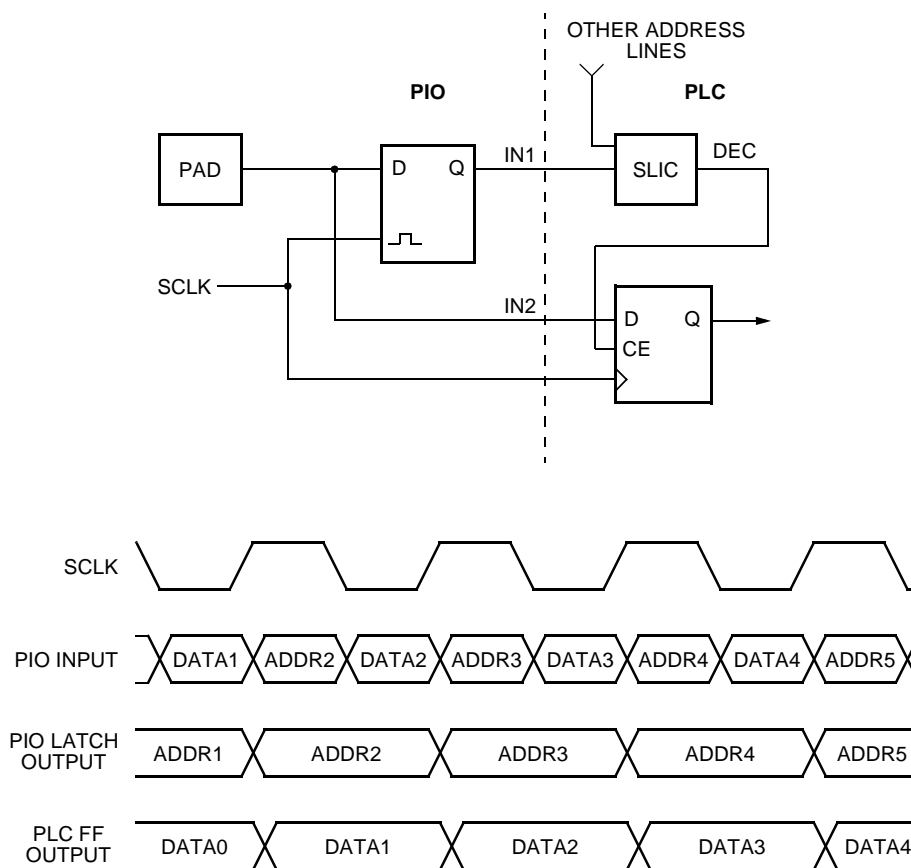 OTHER ADDRESS
LINES
PIO
PLC
PAD
D Q
IN1
SLIC
DEC
SCLK
IN2
D Q
CE
SCLK
PIO INPUT
DATA1 ADDR2 DATA2 ADDR3 DATA3 ADDR4 DATA4 ADDR5
PIO LATCH
OUTPUT
ADDR1 ADDR2 ADDR3 ADDR4 ADDR5
PLC FF
OUTPUT
DATA0 DATA1 DATA2 DATA3 DATA4